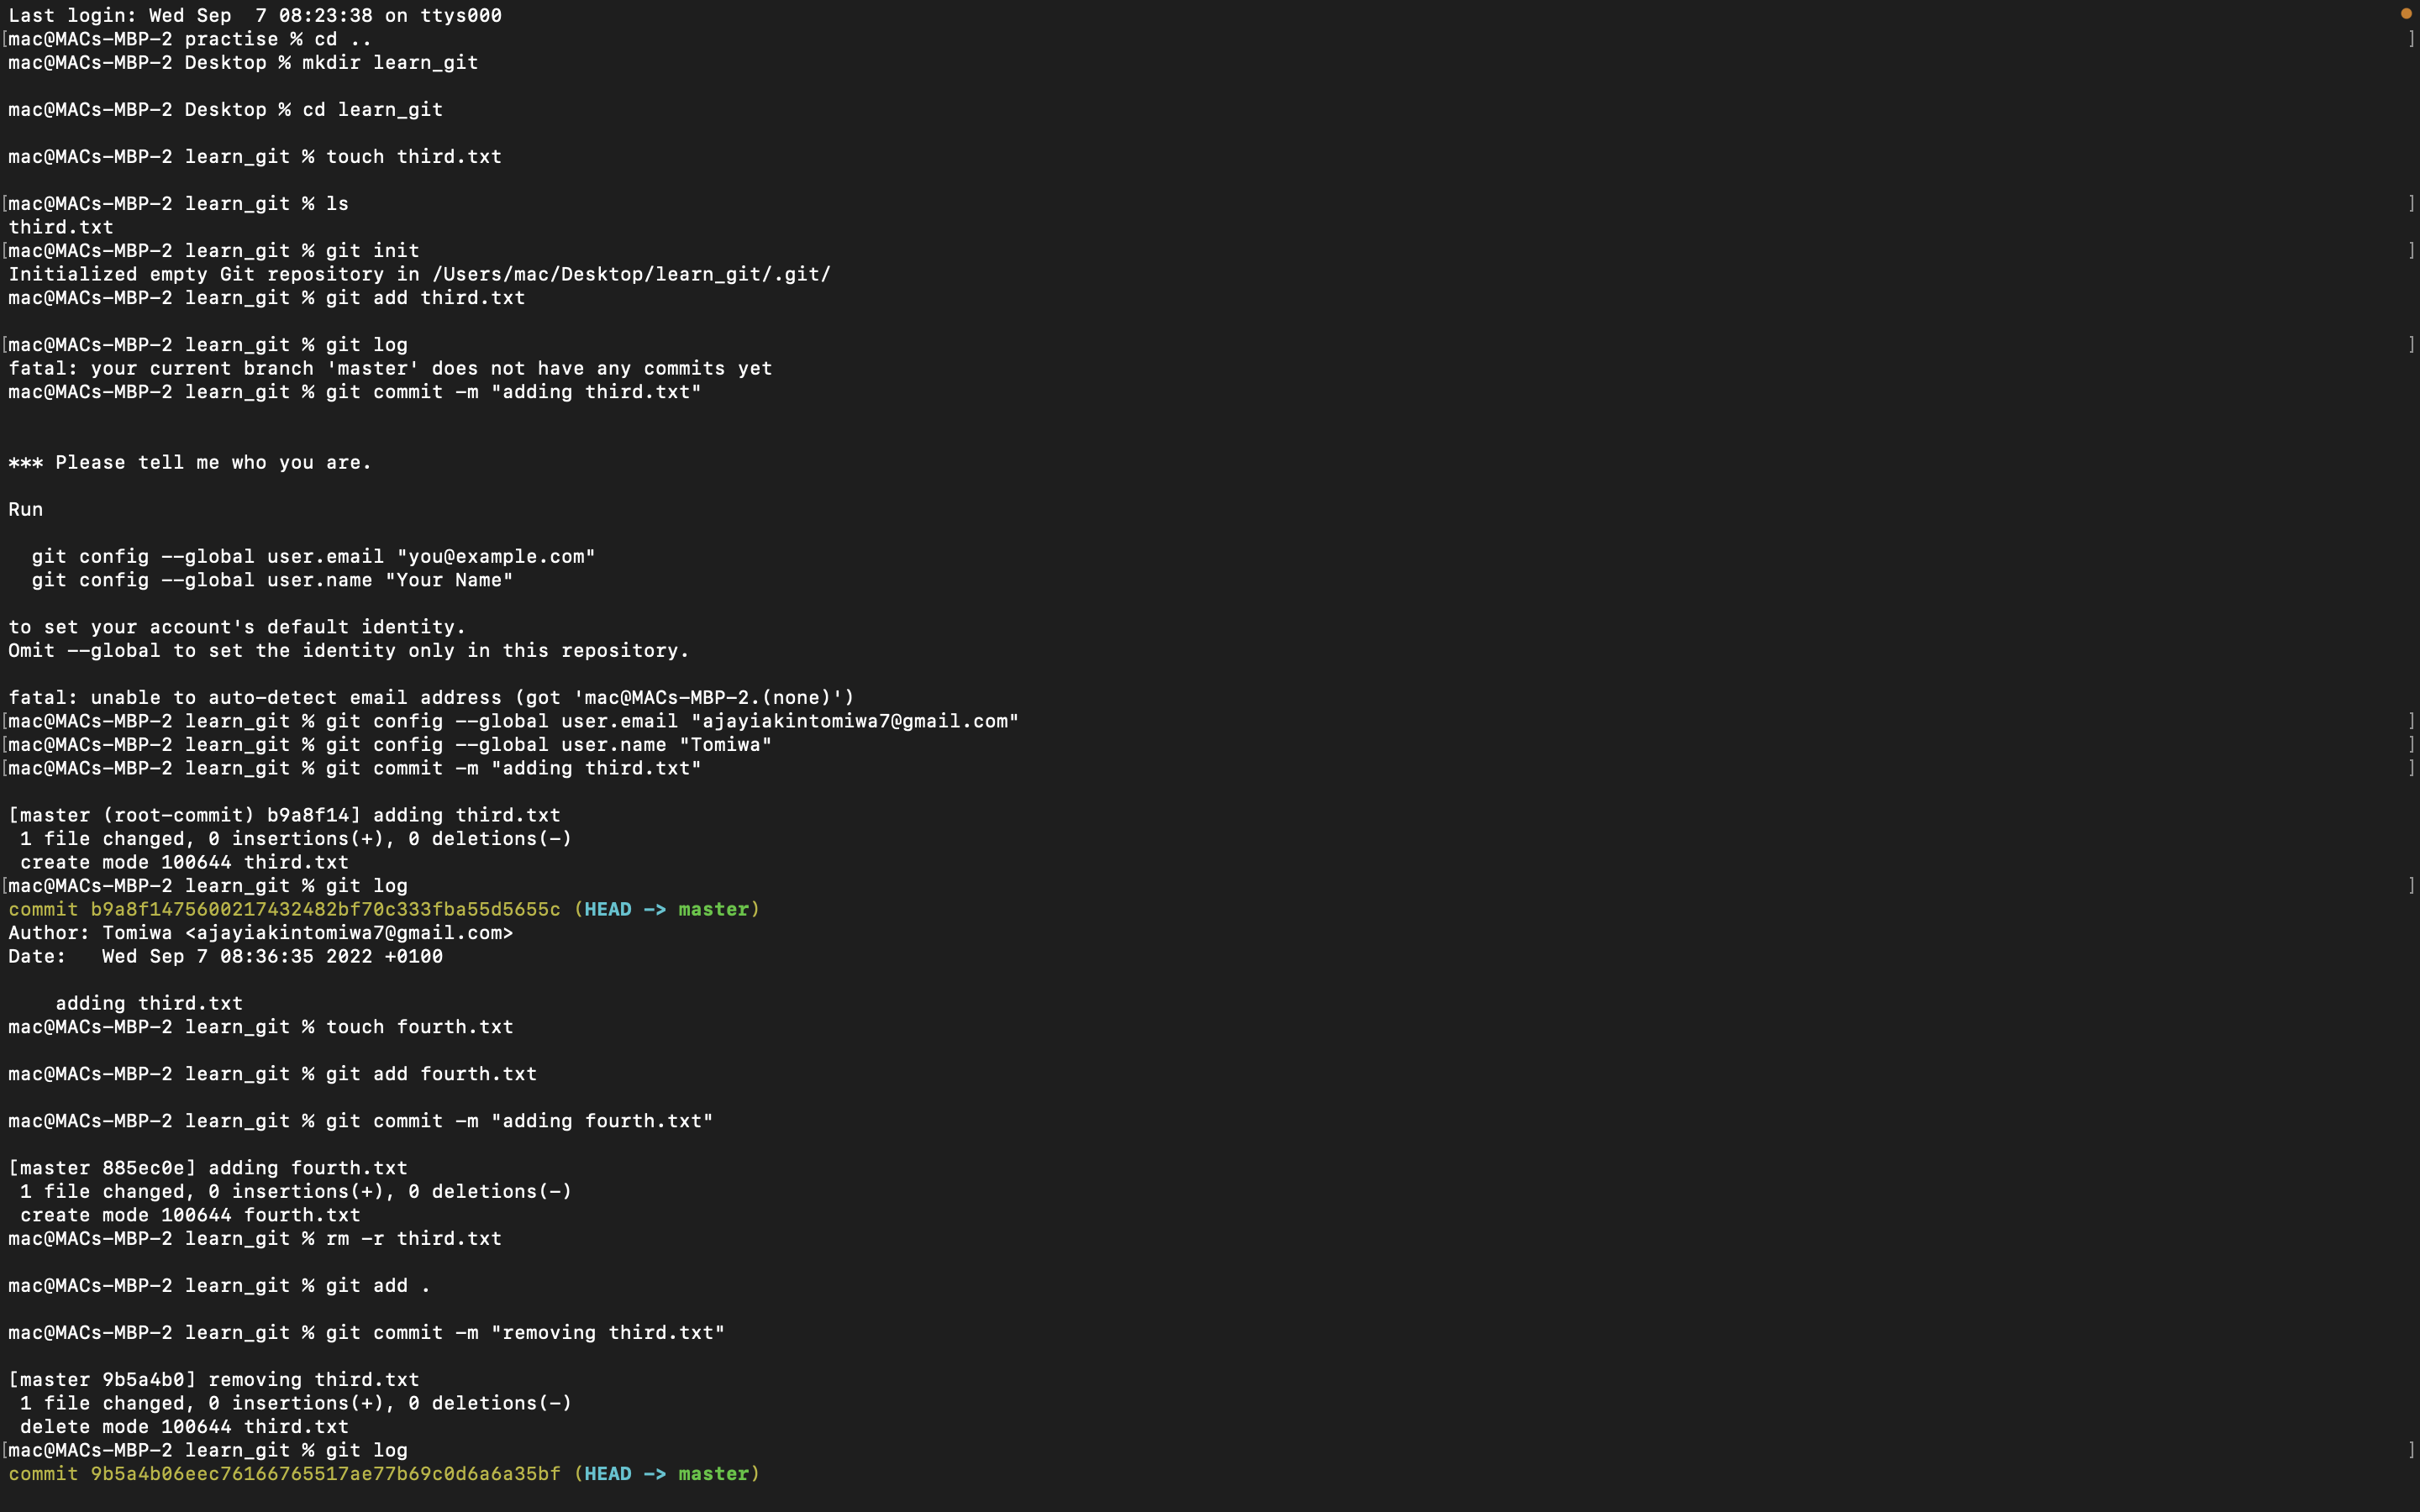 Last login: Wed Sep  7 08:23:38 on ttys000
[mac@MACs-MBP-2 practise % cd .. ]
mac@MACs-MBP-2 Desktop % mkdir learn_git
mac@MACs-MBP-2 Desktop % cd learn_git
mac@MACs-MBP-2 learn_git % touch third.txt
[mac@MACs-MBP-2 learn_git % ls ]
third.txt
[mac@MACs-MBP-2 learn_git % git init ]
Initialized empty Git repository in /Users/mac/Desktop/learn_git/.git/
mac@MACs-MBP-2 learn_git % git add third.txt
[mac@MACs-MBP-2 learn_git % git log ]
fatal: your current branch 'master' does not have any commits yet
mac@MACs-MBP-2 learn_git % git commit -m "adding third.txt"
*** Please tell me who you are.
Run
  git config --global user.email "you@example.com"
  git config --global user.name "Your Name"
to set your account's default identity.
Omit --global to set the identity only in this repository.
fatal: unable to auto-detect email address (got 'mac@MACs-MBP-2.(none)')
[mac@MACs-MBP-2 learn_git % git config --global user.email "ajayiakintomiwa7@gmail.com" ]
[mac@MACs-MBP-2 learn_git % git config --global user.name "Tomiwa" ]
[mac@MACs-MBP-2 learn_git % git commit -m "adding third.txt" ]
[master (root-commit) b9a8f14] adding third.txt
 1 file changed, 0 insertions(+), 0 deletions(-)
 create mode 100644 third.txt
[mac@MACs-MBP-2 learn_git % git log ]
commit b9a8f1475600217432482bf70c333fba55d5655c (HEAD -> master)
Author: Tomiwa <ajayiakintomiwa7@gmail.com>
Date:   Wed Sep 7 08:36:35 2022 +0100
    adding third.txt
mac@MACs-MBP-2 learn_git % touch fourth.txt
mac@MACs-MBP-2 learn_git % git add fourth.txt
mac@MACs-MBP-2 learn_git % git commit -m "adding fourth.txt"
[master 885ec0e] adding fourth.txt
 1 file changed, 0 insertions(+), 0 deletions(-)
 create mode 100644 fourth.txt
mac@MACs-MBP-2 learn_git % rm -r third.txt
mac@MACs-MBP-2 learn_git % git add .
mac@MACs-MBP-2 learn_git % git commit -m "removing third.txt"
[master 9b5a4b0] removing third.txt
 1 file changed, 0 insertions(+), 0 deletions(-)
 delete mode 100644 third.txt
[mac@MACs-MBP-2 learn_git % git log ]
commit 9b5a4b06eec76166765517ae77b69c0d6a6a35bf (HEAD -> master)